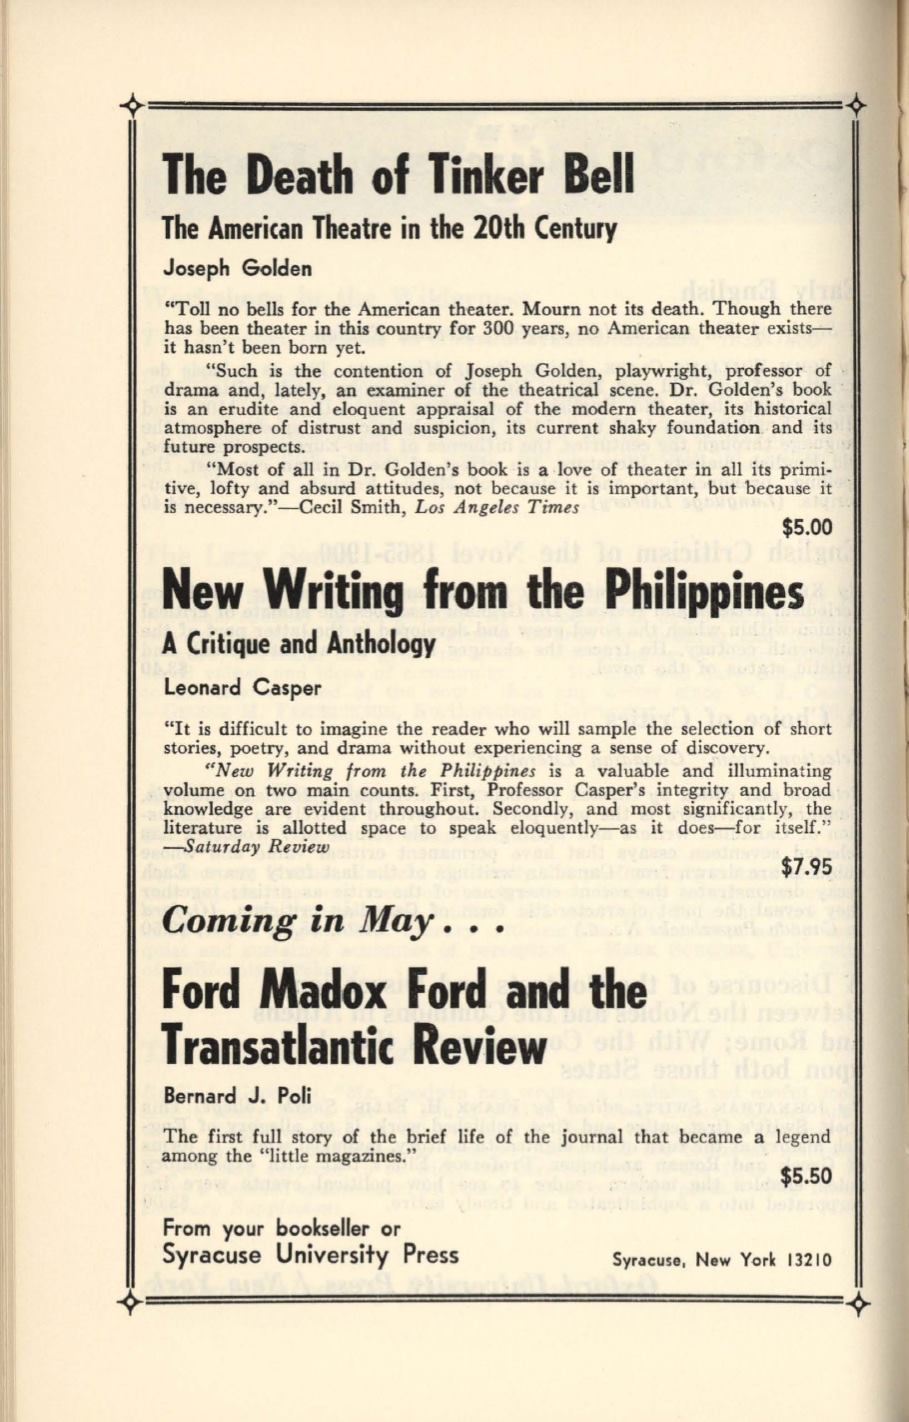 The Death of Tinker Bell
The American Theatre in the 20th Century
Joseph Golden
“Toll no bells for the American theater. Mourn not its death. Though there
has been theater in this country for 300 years, no American theater exists—
it hasn't been born yet.
“Such is the contention of Joseph Golden, playwright, professor of
drama and, lately, an examiner of the theatrical scene. Dr. Golden's book
is an erudite and eloquent appraisal of the modern theater, its historical
atmosphere of distrust and suspicion, its current shaky foundation and its
future prospects.
“Most of all in Dr. Golden's book is a love of theater in all its primi-
tive, lofty and absurd attitudes, not because it is important, but because it
is necessary.”—Cecil Smith, Los Angeles Times
$5.00
New Writing from the Philippines
A Critique and Anthology
Leonard Casper
“It is difficult to imagine the reader who will sample the selection of short
stories, poetry, and drama without experiencing a sense of discovery.
“New Writing from the Philippines is a valuable and illuminating
volume on two main counts. First, Professor Casper's integrity and broad
knowledge are evident throughout. Secondly, and most significantly, the
literature is allotted space to speak eloquently—as it does—for itself.”
—Saturday Review
$7.95
Coming in May . . .
Ford Madox Ford and the
Transatlantic Review
Bernard J. Poli
The first full story of the brief life of the journal that became a legend
among the “little magazines.”
$5.50
From your bookseller or
Syracuse University Press
Syracuse, New York 13210